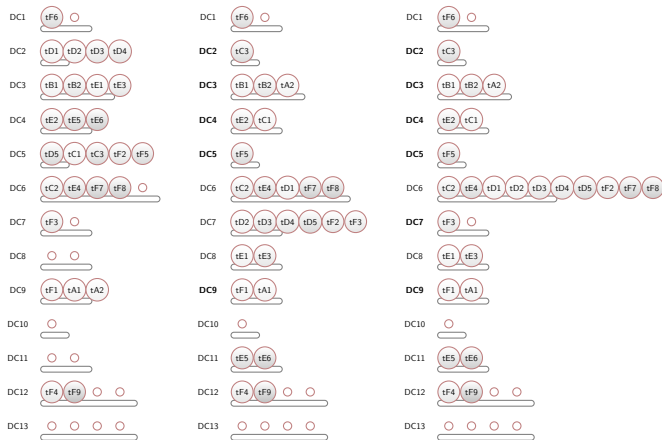 DC1 tF6 DC1 tF6 DC1 tF6
DC2 tD1 tD2 tD3 tD4 DC2 tC3 DC2 tC3
DC3 tB1 tB2 tE1 tE3 DC3 tB1 tB2 tA2 DC3 tB1 tB2 tA2
DC4 tE2 tE5 tE6 DC4 tE2 tC1 DC4 tE2 tC1
DC5 tD5 tC1 tC3 tF2 tF5 DC5 tF5 DC5 tF5
DC6 tC2 tE4 tF7 tF8 DC6 tC2 tE4 tD1 tF7 tF8 DC6 tC2 tE4 tD1 tD2 tD3 tD4 tD5 tF2 tF7 tF8
DC7 tF3 DC7 tD2 tD3 tD4 tD5 tF2 tF3 DC7 tF3
DC8 DC8 tE1 tE3 DC8 tE1 tE3
DC9 tF1 tA1 tA2 DC9 tF1 tA1 DC9 tF1 tA1
DC10 DC10 DC10
DC11 DC11 tE5 tE6 DC11 tE5 tE6
DC12 tF4 tF9 DC12 tF4 tF9 DC12 tF4 tF9
DC13 DC13 DC13